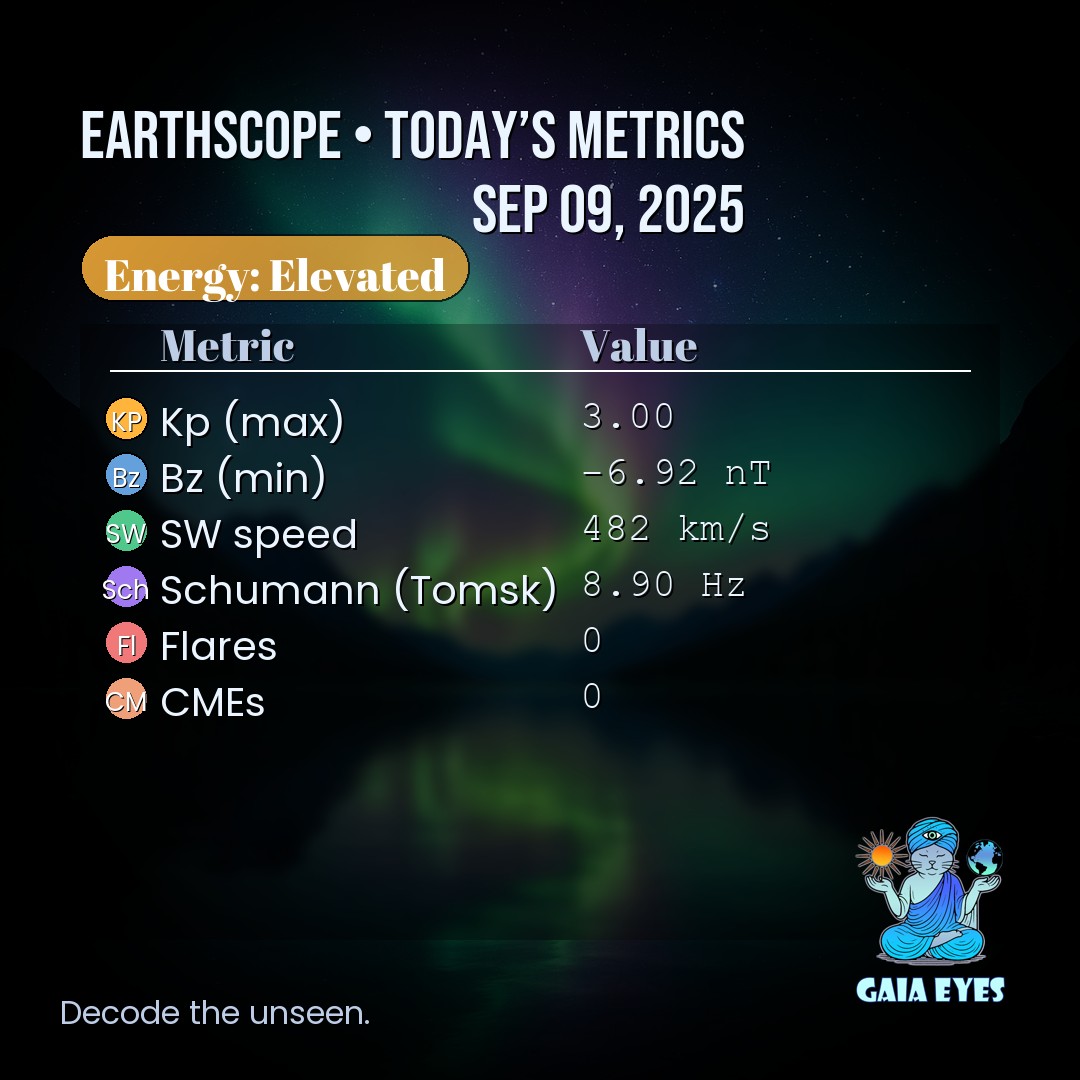 EARTHSCOPE • TODAY’S METRICS
SEP 09, 2025
Energy: Elevated
Metric Value
KP Kp (max) 3.00
Bz Bz (min) -6.92 nT
SW SW speed 482 km/s
Sch Schumann (Tomsk) 8.90 Hz
Fl Flares 0
CM CMEs 0
GAIA EYES
Decode the unseen.